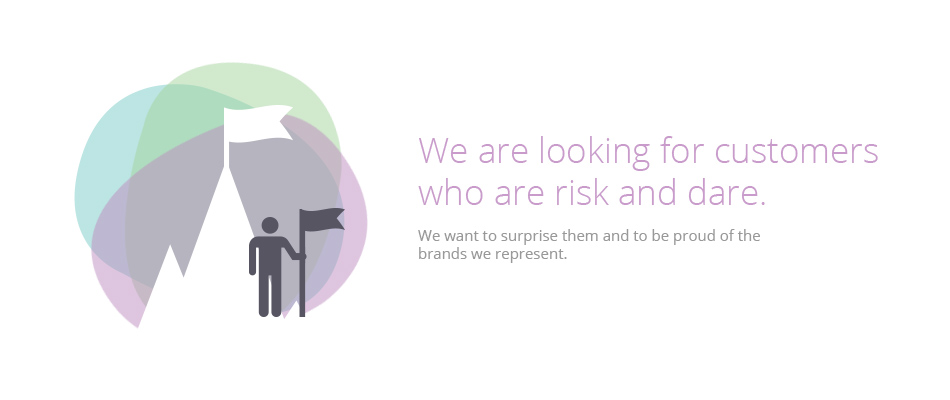 We are looking for customers
who are risk and dare.
We want to surprise them and to be proud of the
brands we represent.